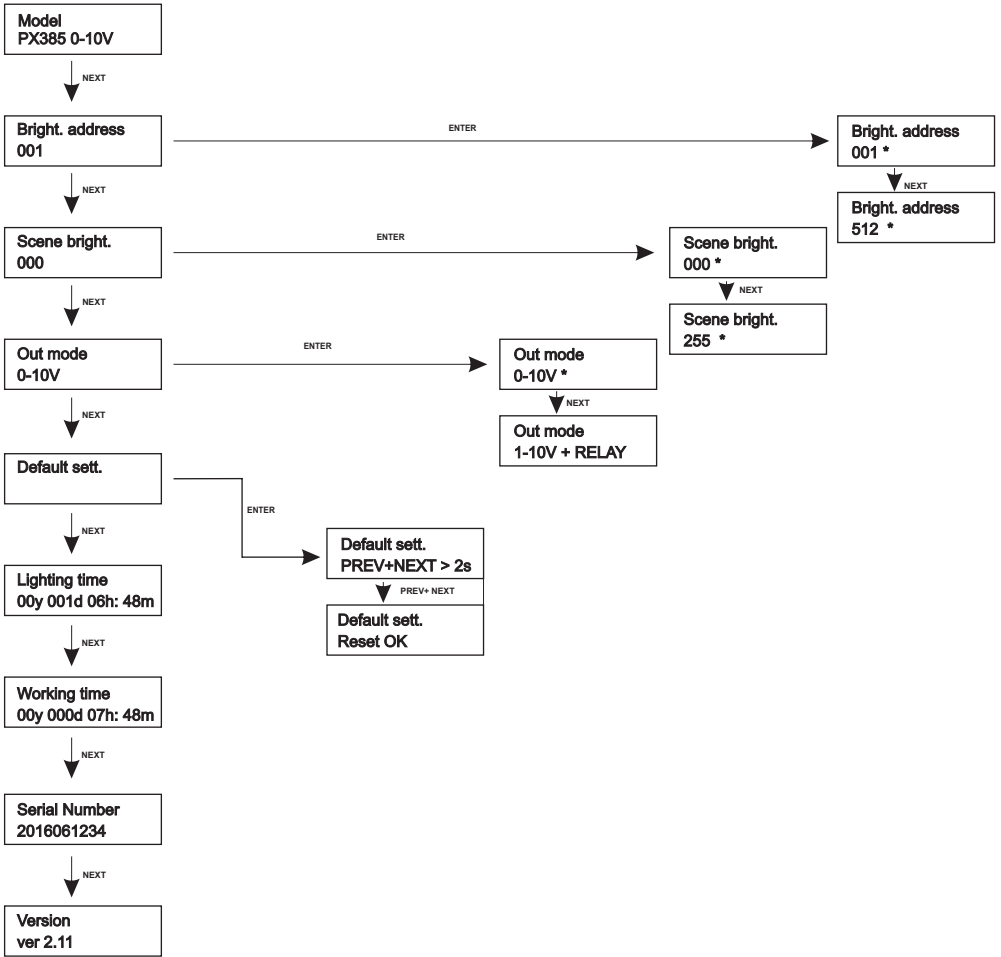 Model
PX385 0-10V
NEXT
Bright. address
001
ENTER
Bright. address
001 *
NEXT
Bright. address
512 *
NEXT
Scene bright.
000
ENTER
Scene bright.
000 *
NEXT
Scene bright.
255 *
NEXT
Out mode
0-10V
ENTER
Out mode
0-10V *
NEXT
Out mode
1-10V + RELAY
NEXT
Default sett.
ENTER
Default sett.
PREV+NEXT > 2s
PREV+ NEXT
Default sett.
Reset OK
NEXT
Lighting time
00y 001d 06h: 48m
NEXT
Working time
00y 000d 07h: 48m
NEXT
Serial Number
2016061234
NEXT
Version
ver 2.11